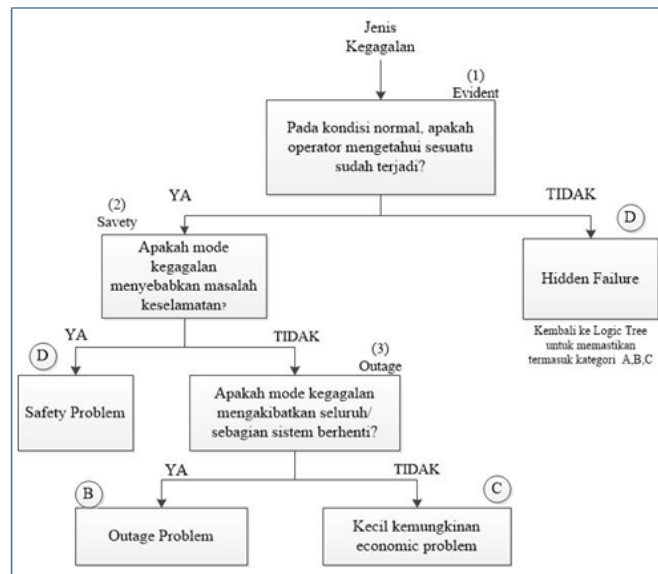 Jenis
Kegagalan
(1)
Evident
Pada kondisi normal, apakah
operator mengetahui sesuatu
sudah terjadi?
YA
TIDAK
(2)
Savety
D
Apakah mode
kegagalan
menyebabkan masalah
keselamatan?
Hidden Failure
Kembali ke Logic Tree
untuk memastikan
termasuk kategori A,B,C
YA
TIDAK
D
(3)
Outage
Safety Problem
Apakah mode kegagalan
mengakibatkan seluruh/
sebagian sistem berhenti?
YA
TIDAK
B
C
Outage Problem
Kecil kemungkinan
economic problem